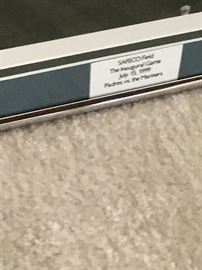 SAFECO Field
The Inaugural Game
July 15, 1999
Padres vs. the Mariners